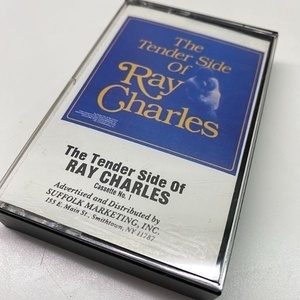 The
Tender Side
Of
Ray
Charles
The Tender Side Of
RAY CHARLES
Cassette No. 1
Advertised and Distributed by
SUFFOLK MARKETING, INC.
155 E. Main St., Smithtown, NY 11787